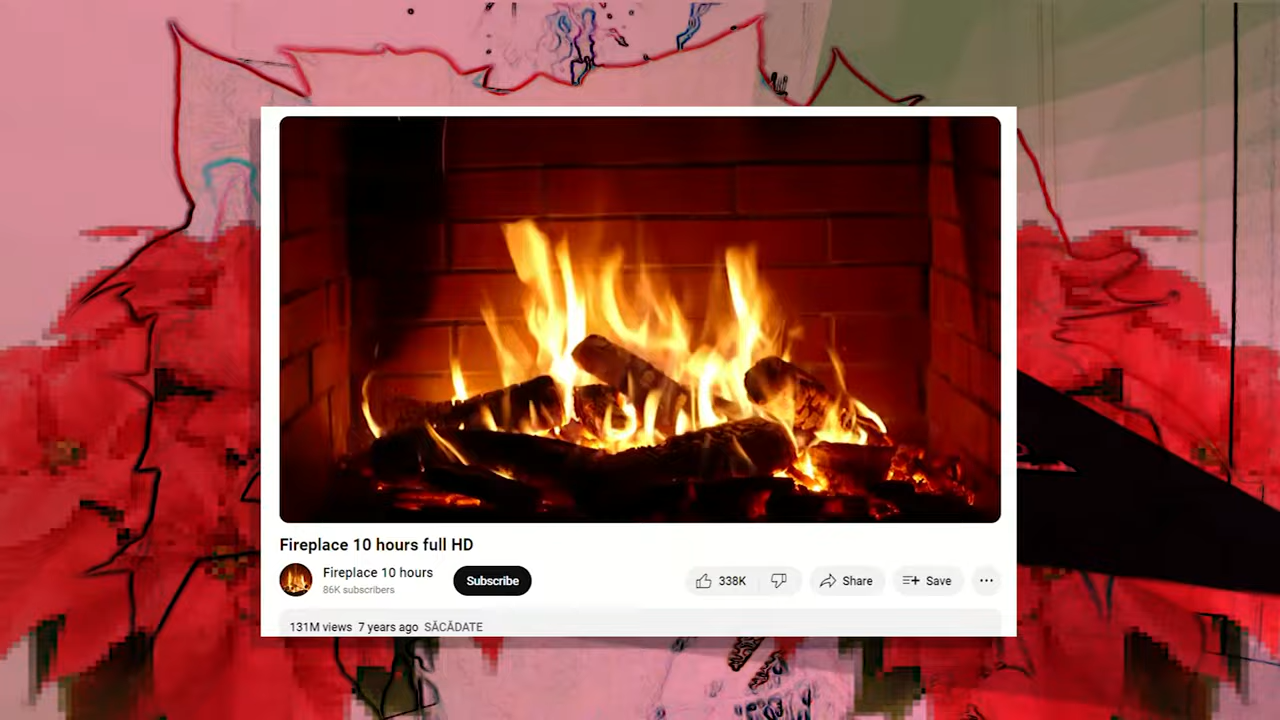 Fireplace 10 hours full HD
Fireplace 10 hours
86K subscribers
Subscribe
338K
Share
Save
131M views 7 years ago SĂCĂDATE